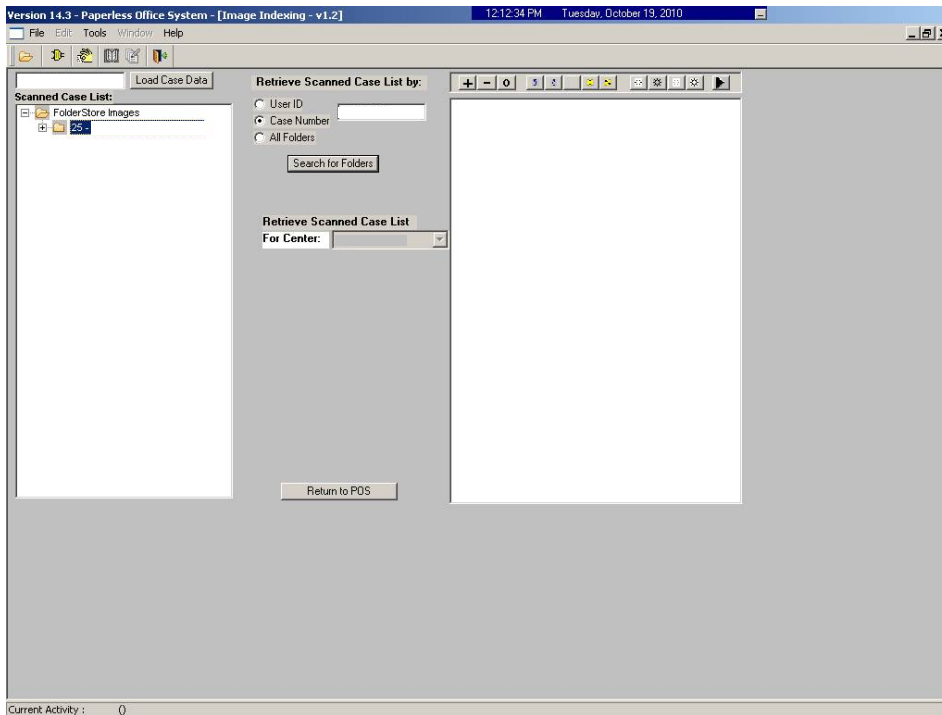 Version 14.3 - Paperless Office System - [Image Indexing - v1.2]
12:12:34 PM Tuesday, October 19, 2010
File Edit Tools Window Help
Load Case Data
Scanned Case List:
FolderStore Images
25 -
Retrieve Scanned Case List by:
User ID
Case Number
All Folders
Search for Folders
Retrieve Scanned Case List
For Center:
Return to POS
Current Activity : ()